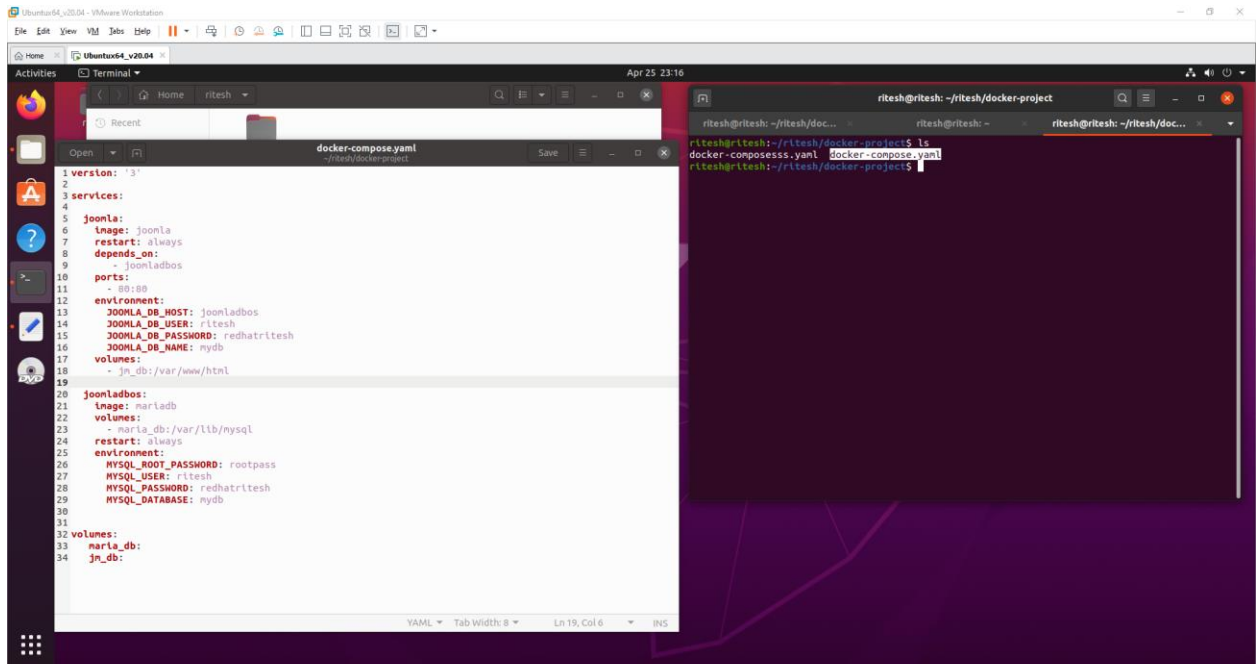 Ubuntux64_v20.04 - VMware Workstation
File Edit View VM Tabs Help
Home Ubuntux64_v20.04
Activities Terminal Apr 25 23:16
Home ritesh
Recent
Open docker-compose.yaml Save
~/ritesh/docker-project
1 version: '3'
2
3 services:
4
5   joomla:
6     image: joomla
7     restart: always
8     depends_on:
9        - joomladbos
10     ports:
11       - 80:80
12     environment:
13       JOOMLA_DB_HOST: joomladbos
14       JOOMLA_DB_USER: ritesh
15       JOOMLA_DB_PASSWORD: redhatritesh
16       JOOMLA_DB_NAME: mydb
17     volumes:
18       - jm_db:/var/www/html
19
20   joomladbos:
21     image: mariadb
22     volumes:
23       - maria_db:/var/lib/mysql
24     restart: always
25     environment:
26       MYSQL_ROOT_PASSWORD: rootpass
27       MYSQL_USER: ritesh
28       MYSQL_PASSWORD: redhatritesh
29       MYSQL_DATABASE: mydb
30
31
32 volumes:
33    maria_db:
34    jm_db:
YAML Tab Width: 8 Ln 19, Col 6 INS
ritesh@ritesh: ~/ritesh/docker-project
ritesh@ritesh: ~/ritesh/doc... ritesh@ritesh: ~ ritesh@ritesh: ~/ritesh/doc...
ritesh@ritesh:~/ritesh/docker-project$ ls
docker-composesss.yaml docker-compose.yaml
ritesh@ritesh:~/ritesh/docker-project$
DVD